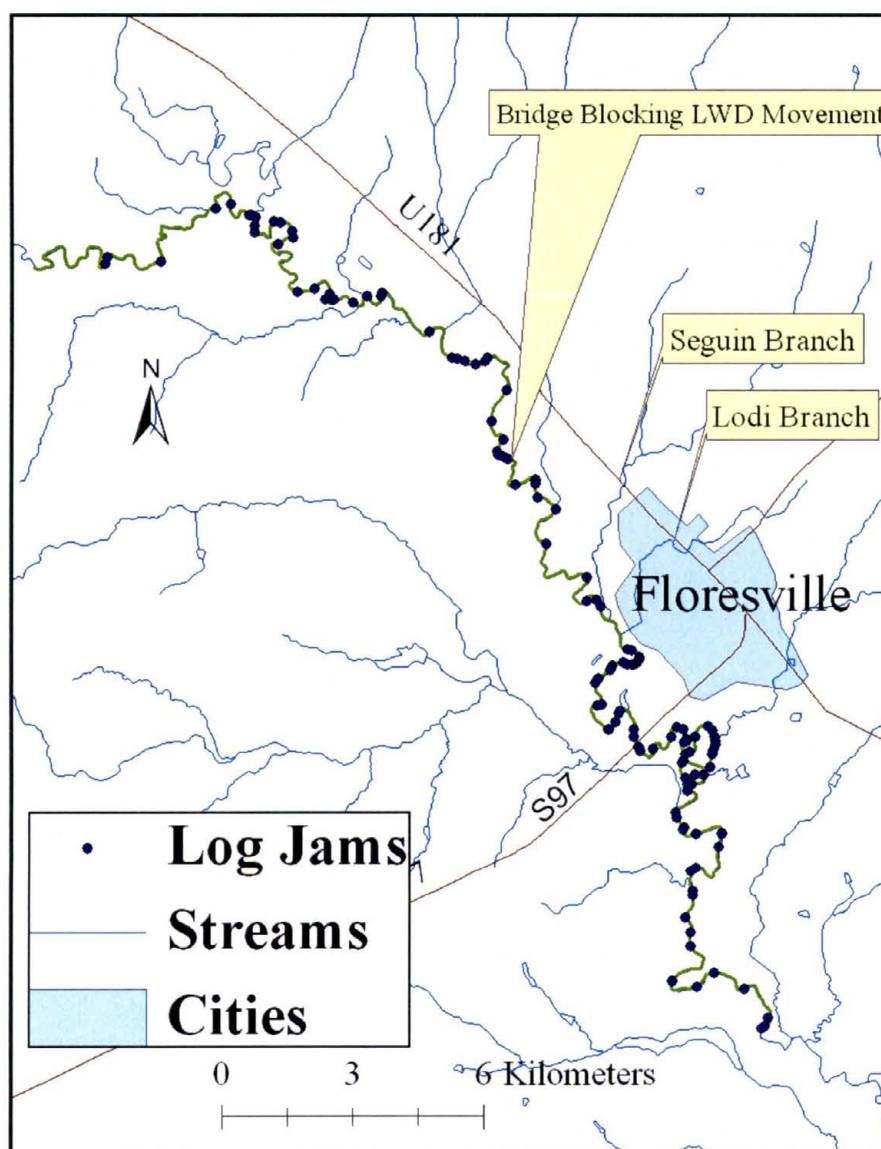 Bridge Blocking LWD Movement
U181
Seguin Branch
N
Lodi Branch
Floresville
S97
Log Jams
Streams
Cities
0 3 6 Kilometers